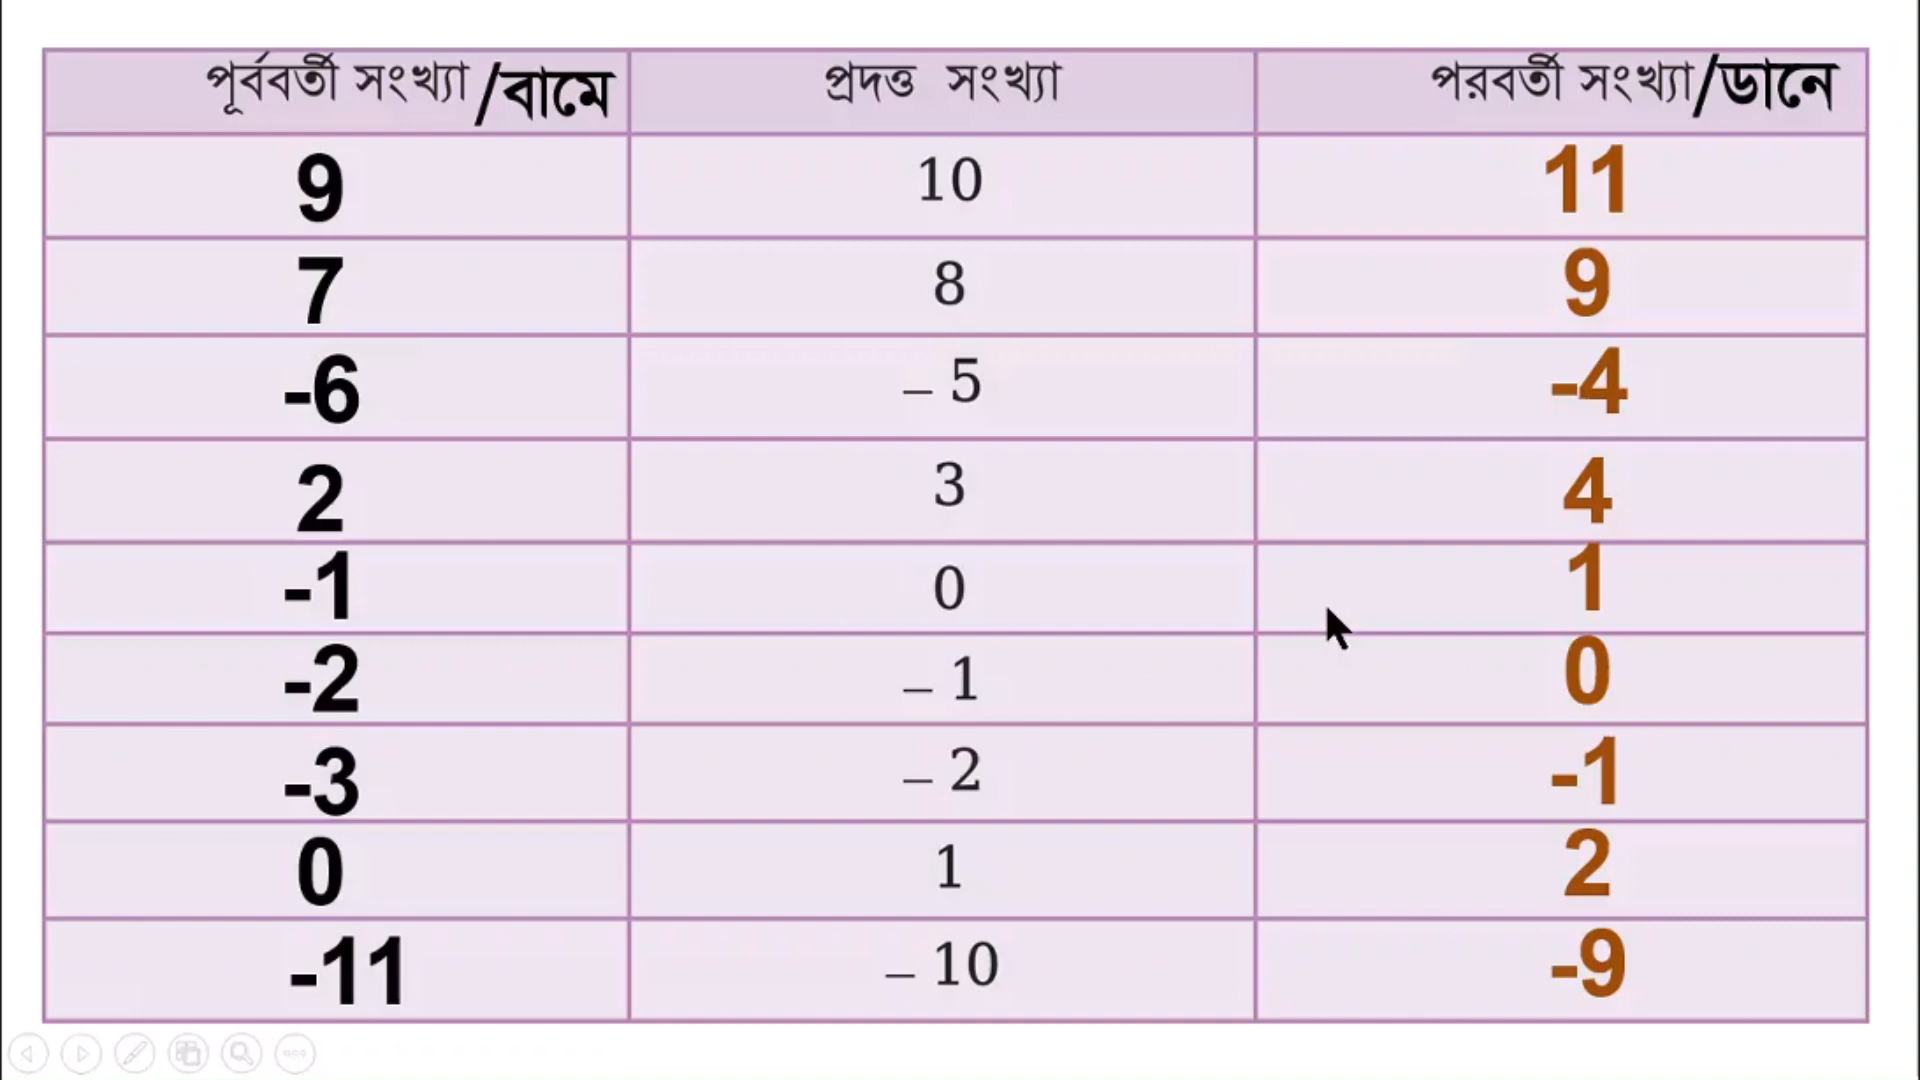 পূর্ববর্তী সংখ্যা /বামে প্রদত্ত সংখ্যা পরবর্তী সংখ্যা/ডানে
9 10 11
7 8 9
-6 – 5 -4
2 3 4
-1 0 1
-2 – 1 0
-3 – 2 -1
0 1 2
-11 – 10 -9